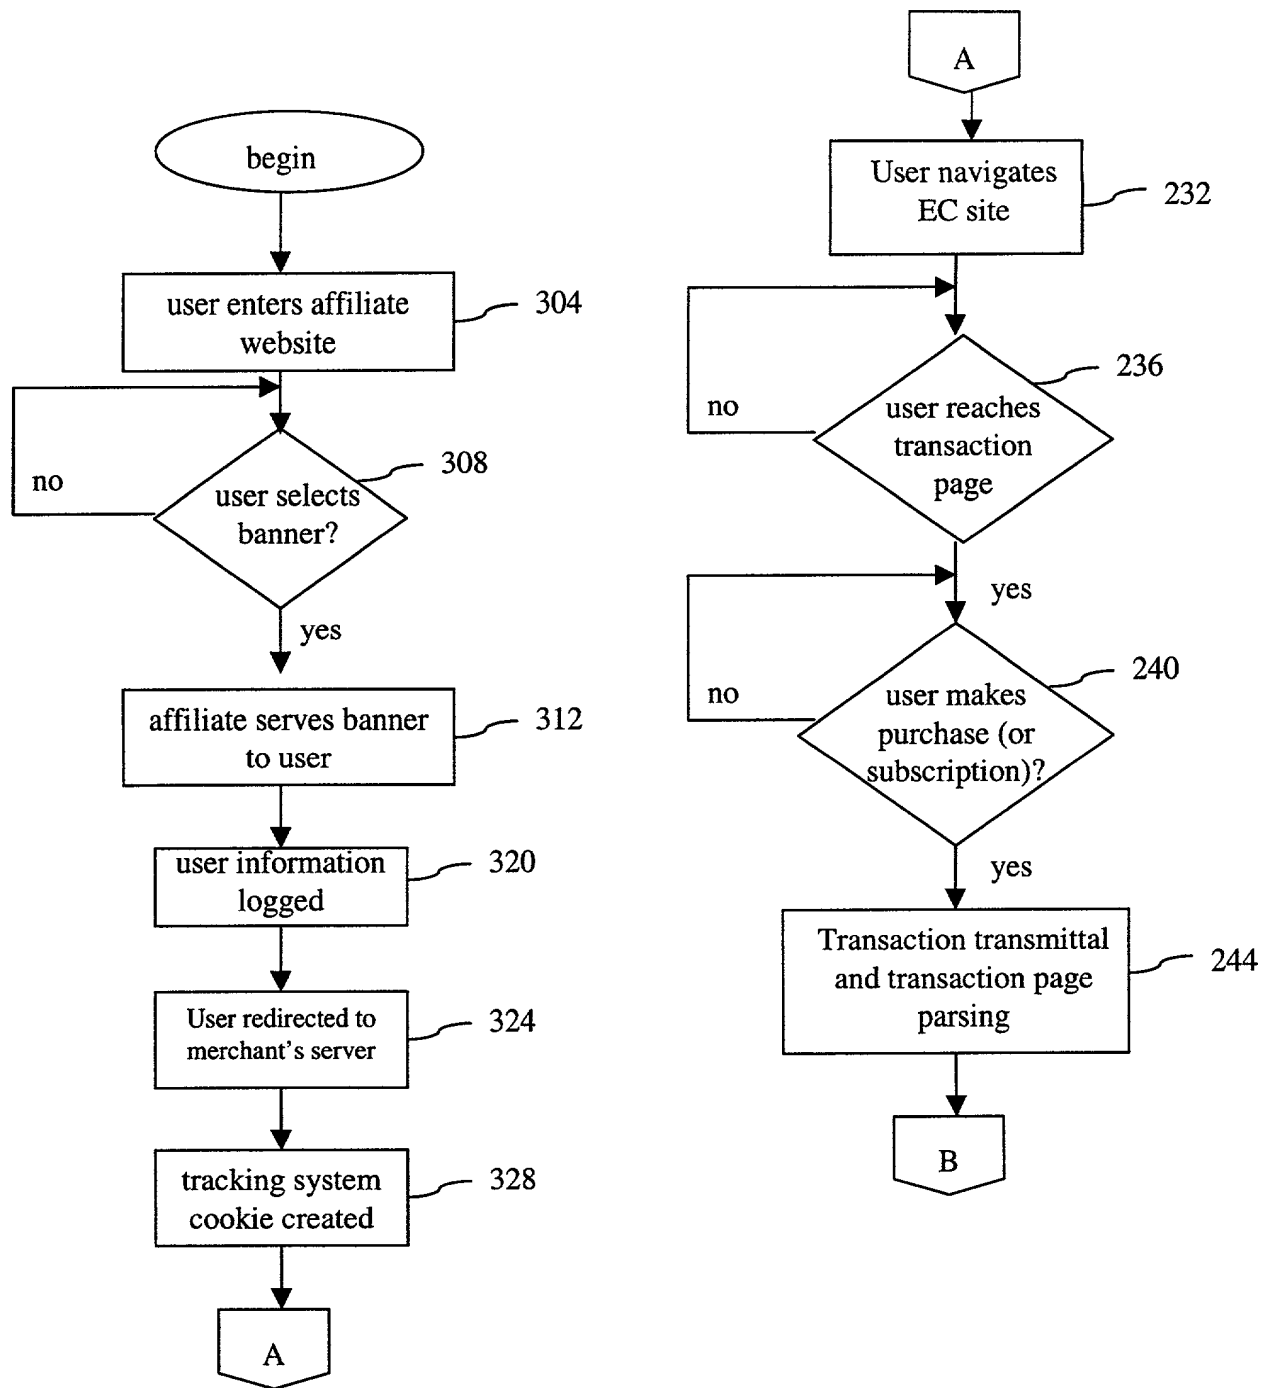 begin
user enters affiliate
website
304
no
308
user selects
banner?
yes
affiliate serves banner
to user
312
user information
logged
320
User redirected to
merchant's server
324
tracking system
cookie created
328
A
A
User navigates
EC site
232
no
236
user reaches
transaction
page
yes
no
240
user makes
purchase (or
subscription)?
yes
Transaction transmittal
and transaction page
parsing
244
B